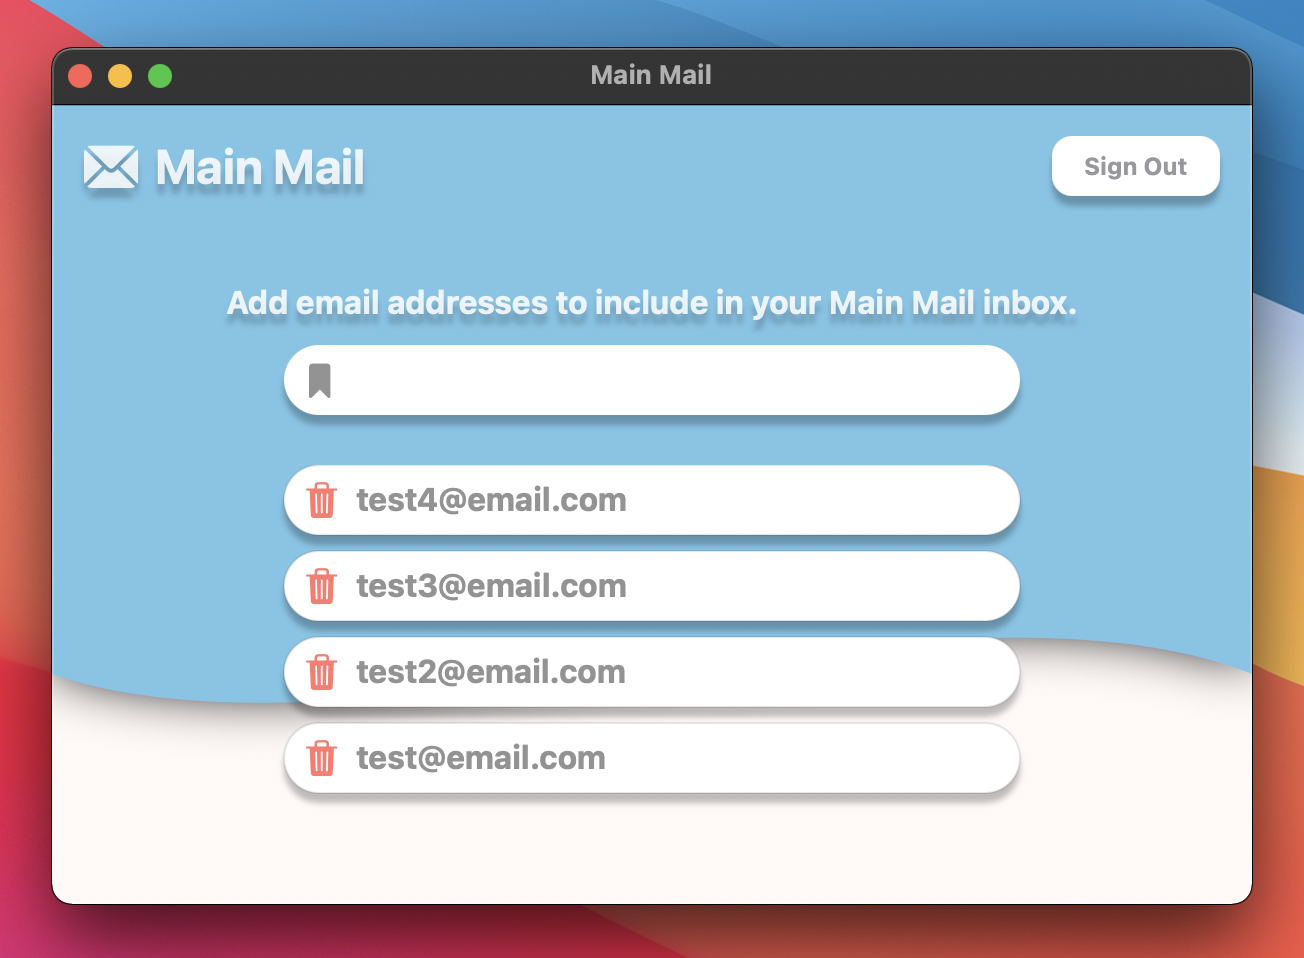 Main Mail
Main Mail
Sign Out
Add email addresses to include in your Main Mail inbox.
test4@email.com
test3@email.com
test2@email.com
test@email.com